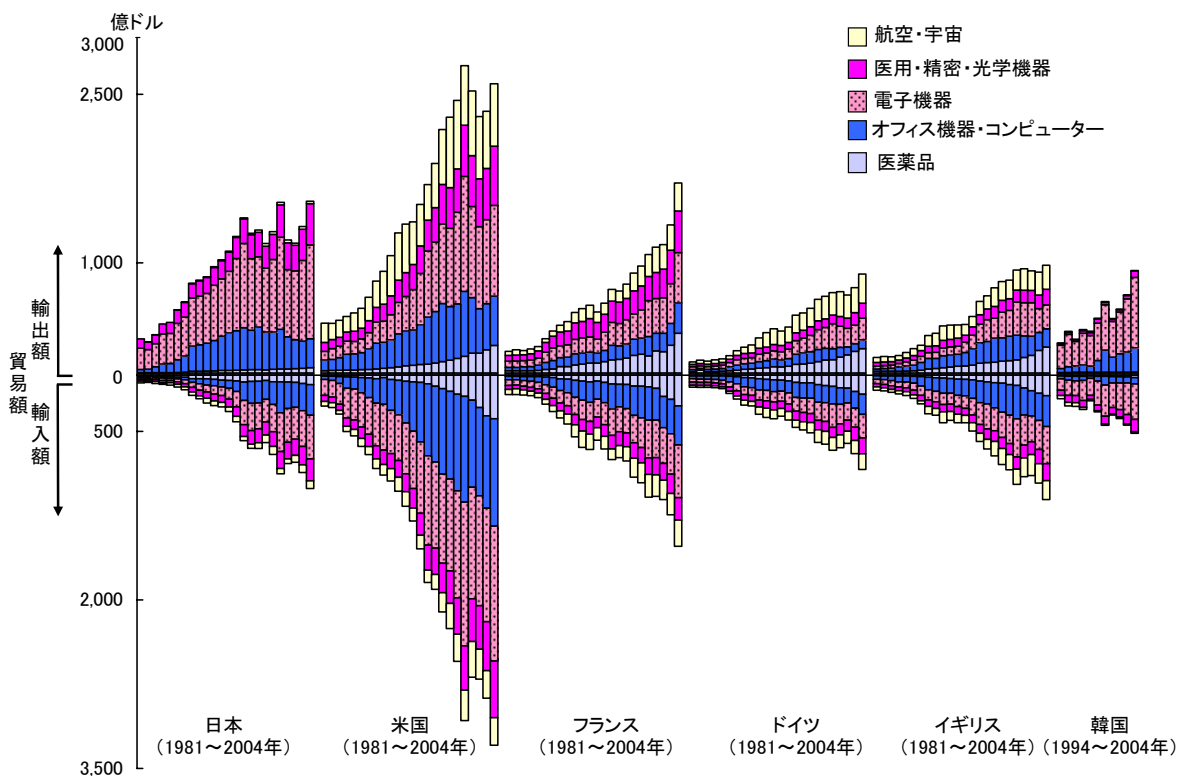 億ドル
3,000
2,500
1,000
0
500
2,000
3,500
航空・宇宙
医用・精密・光学機器
電子機器
オフィス機器・コンピューター
医薬品
貿易額
輸出額
輸入額
日本
（1981～2004年）
米国
（1981～2004年）
フランス
（1981～2004年）
ドイツ
（1981～2004年）
イギリス
（1981～2004年）
韓国
（1994～2004年）